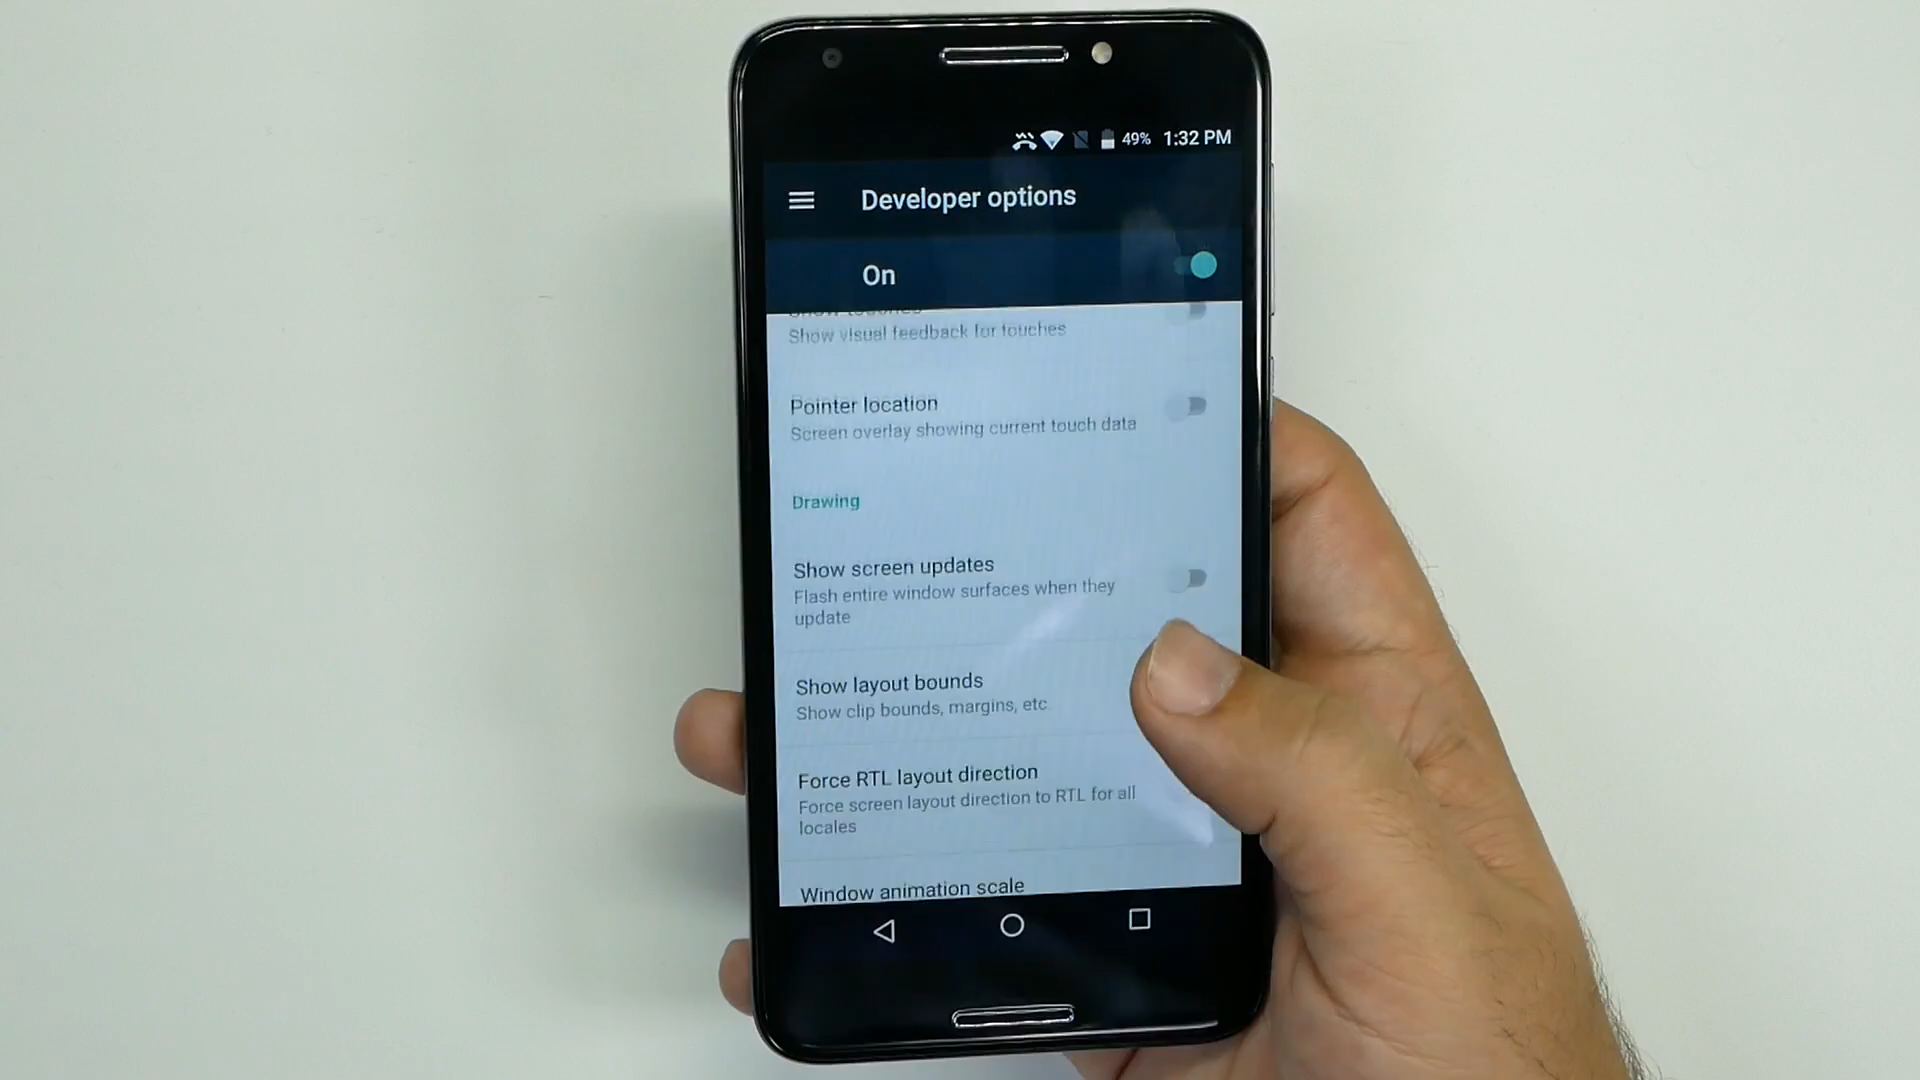 49% 1:32 PM
Developer options
On
Show touches
Show visual feedback for touches
Pointer location
Screen overlay showing current touch data
Drawing
Show screen updates
Flash entire window surfaces when they
update
Show layout bounds
Show clip bounds, margins, etc
Force RTL layout direction
Force screen layout direction to RTL for all
locales
Window animation scale